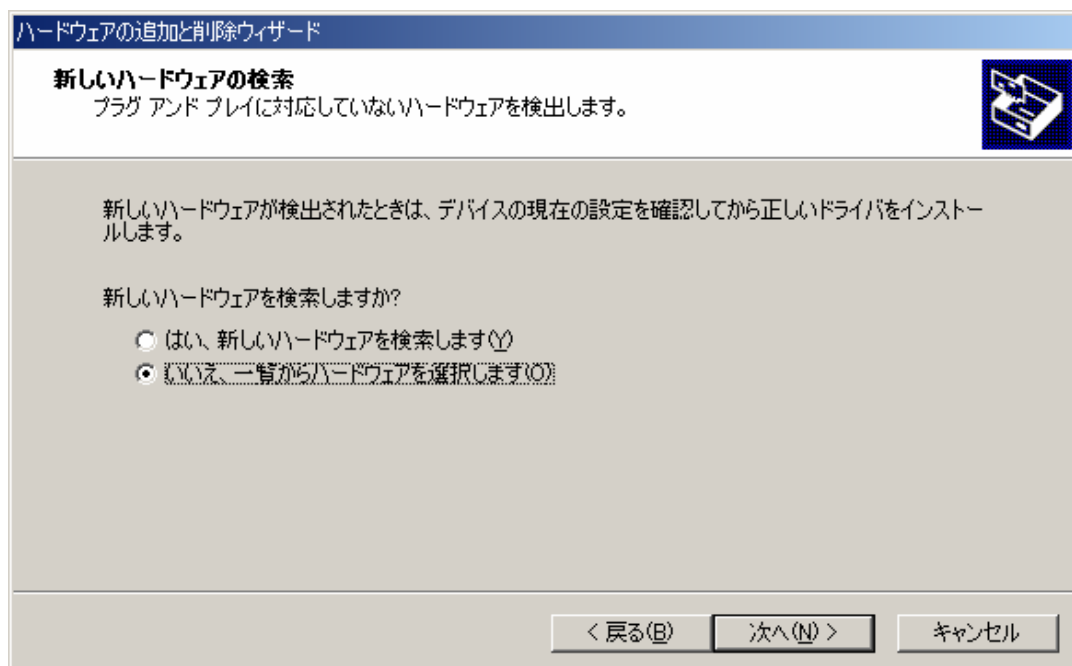 ハードウェアの追加と削除ウィザード
新しいハードウェアの検索
プラグ アンド プレイに対応していないハードウェアを検出します。
新しいハードウェアが検出されたときは、デバイスの現在の設定を確認してから正しいドライバをインストー
ルします。
新しいハードウェアを検索しますか?
はい、新しいハードウェアを検索します(Y)
いいえ、一覧からハードウェアを選択します(O)
< 戻る(B) 次へ(N) > キャンセル